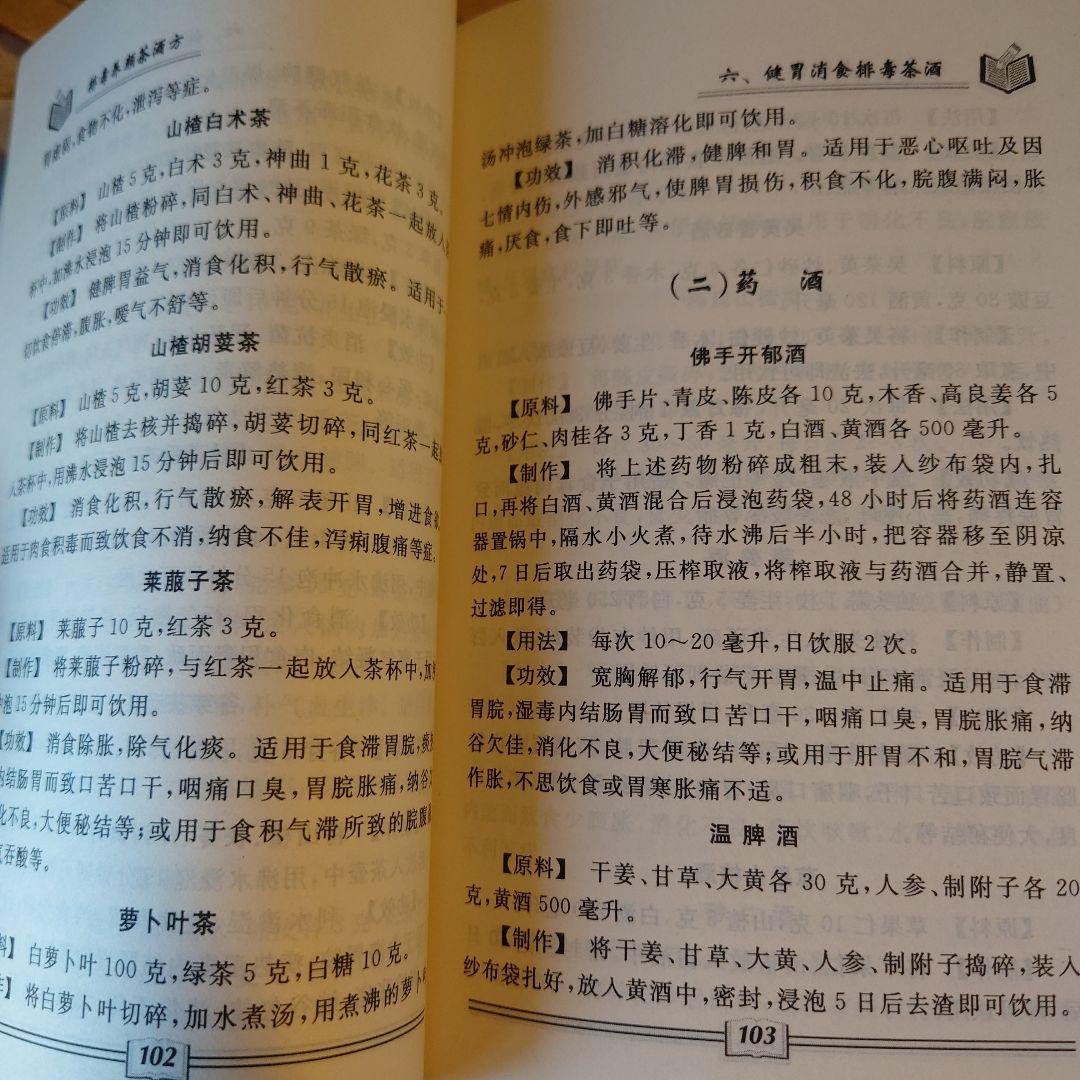 排毒养颜茶酒方
食物不化,泄泻等症。
山楂白术茶
【原料】 山楂5克,白术3克,神曲1克,花茶3克。
【制作】 将山楂粉碎,同白术、神曲、花茶一起放入
杯中,加沸水浸泡15分钟即可饮用。
【功效】 健脾胃益气,消食化积,行气散瘀。适用于
饮食停滞,腹胀,嗳气不舒等。
山楂胡荽茶
【原料】 山楂5克,胡荽10克,红茶3克。
【制作】 将山楂去核并捣碎,胡荽切碎,同红茶一起
入茶杯中,用沸水浸泡15分钟后即可饮用。
【功效】 消食化积,行气散瘀,解表开胃,增进食
适用于肉食积毒而致饮食不消,纳食不佳,泻痢腹痛等症。
莱菔子茶
【原料】 莱菔子10克,红茶3克。
【制作】 将莱菔子粉碎,与红茶一起放入茶杯中,加
冲泡15分钟后即可饮用。
【功效】 消食除胀,除气化痰。适用于食滞胃脘,
内结肠胃而致口苦口干,咽痛口臭,胃脘胀痛,纳谷
化不良,大便秘结等;或用于食积气滞所致的脘腹
吞酸等。
萝卜叶茶
料】 白萝卜叶100克,绿茶5克,白糖10克。
作】 将白萝卜叶切碎,加水煮汤,用煮沸的萝卜
102
六、健胃消食排毒茶酒
汤冲泡绿茶,加白糖溶化即可饮用。
【功效】 消积化滞,健脾和胃。适用于恶心呕吐及因
七情内伤,外感邪气,使脾胃损伤,积食不化,脘腹满闷,胀
痛,厌食,食下即吐等。
(二)药 酒
佛手开郁酒
【原料】 佛手片、青皮、陈皮各10克,木香、高良姜各5
克,砂仁、肉桂各3克,丁香1克,白酒、黄酒各500毫升。
【制作】 将上述药物粉碎成粗末,装入纱布袋内,扎
口,再将白酒、黄酒混合后浸泡药袋,48小时后将药酒连容
器置锅中,隔水小火煮,待水沸后半小时,把容器移至阴凉
处,7日后取出药袋,压榨取液,将榨取液与药酒合并,静置、
过滤即得。
【用法】 每次10~20毫升,日饮服2次。
【功效】 宽胸解郁,行气开胃,温中止痛。适用于食滞
胃脘,湿毒内结肠胃而致口苦口干,咽痛口臭,胃脘胀痛,纳
谷欠佳,消化不良,大便秘结等;或用于肝胃不和,胃脘气滞
作胀,不思饮食或胃寒胀痛不适。
温脾酒
【原料】 干姜、甘草、大黄各30克,人参、制附子各20
克,黄酒500毫升。
【制作】 将干姜、甘草、大黄、人参、制附子捣碎,装入
纱布袋扎好,放入黄酒中,密封,浸泡5日后去渣即可饮用。
103